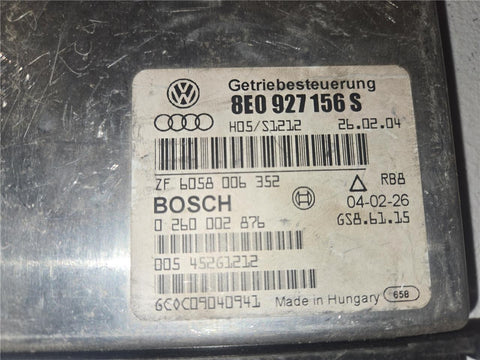 Getriebesteuerung
8E0 927 156 S
H05/S1212 26.02.04
ZF 6058 006 352 RB8
BOSCH 04-02-26
0 260 002 876 GS8.61.15
005 45261212
6C0C09040941 Made in Hungary 658